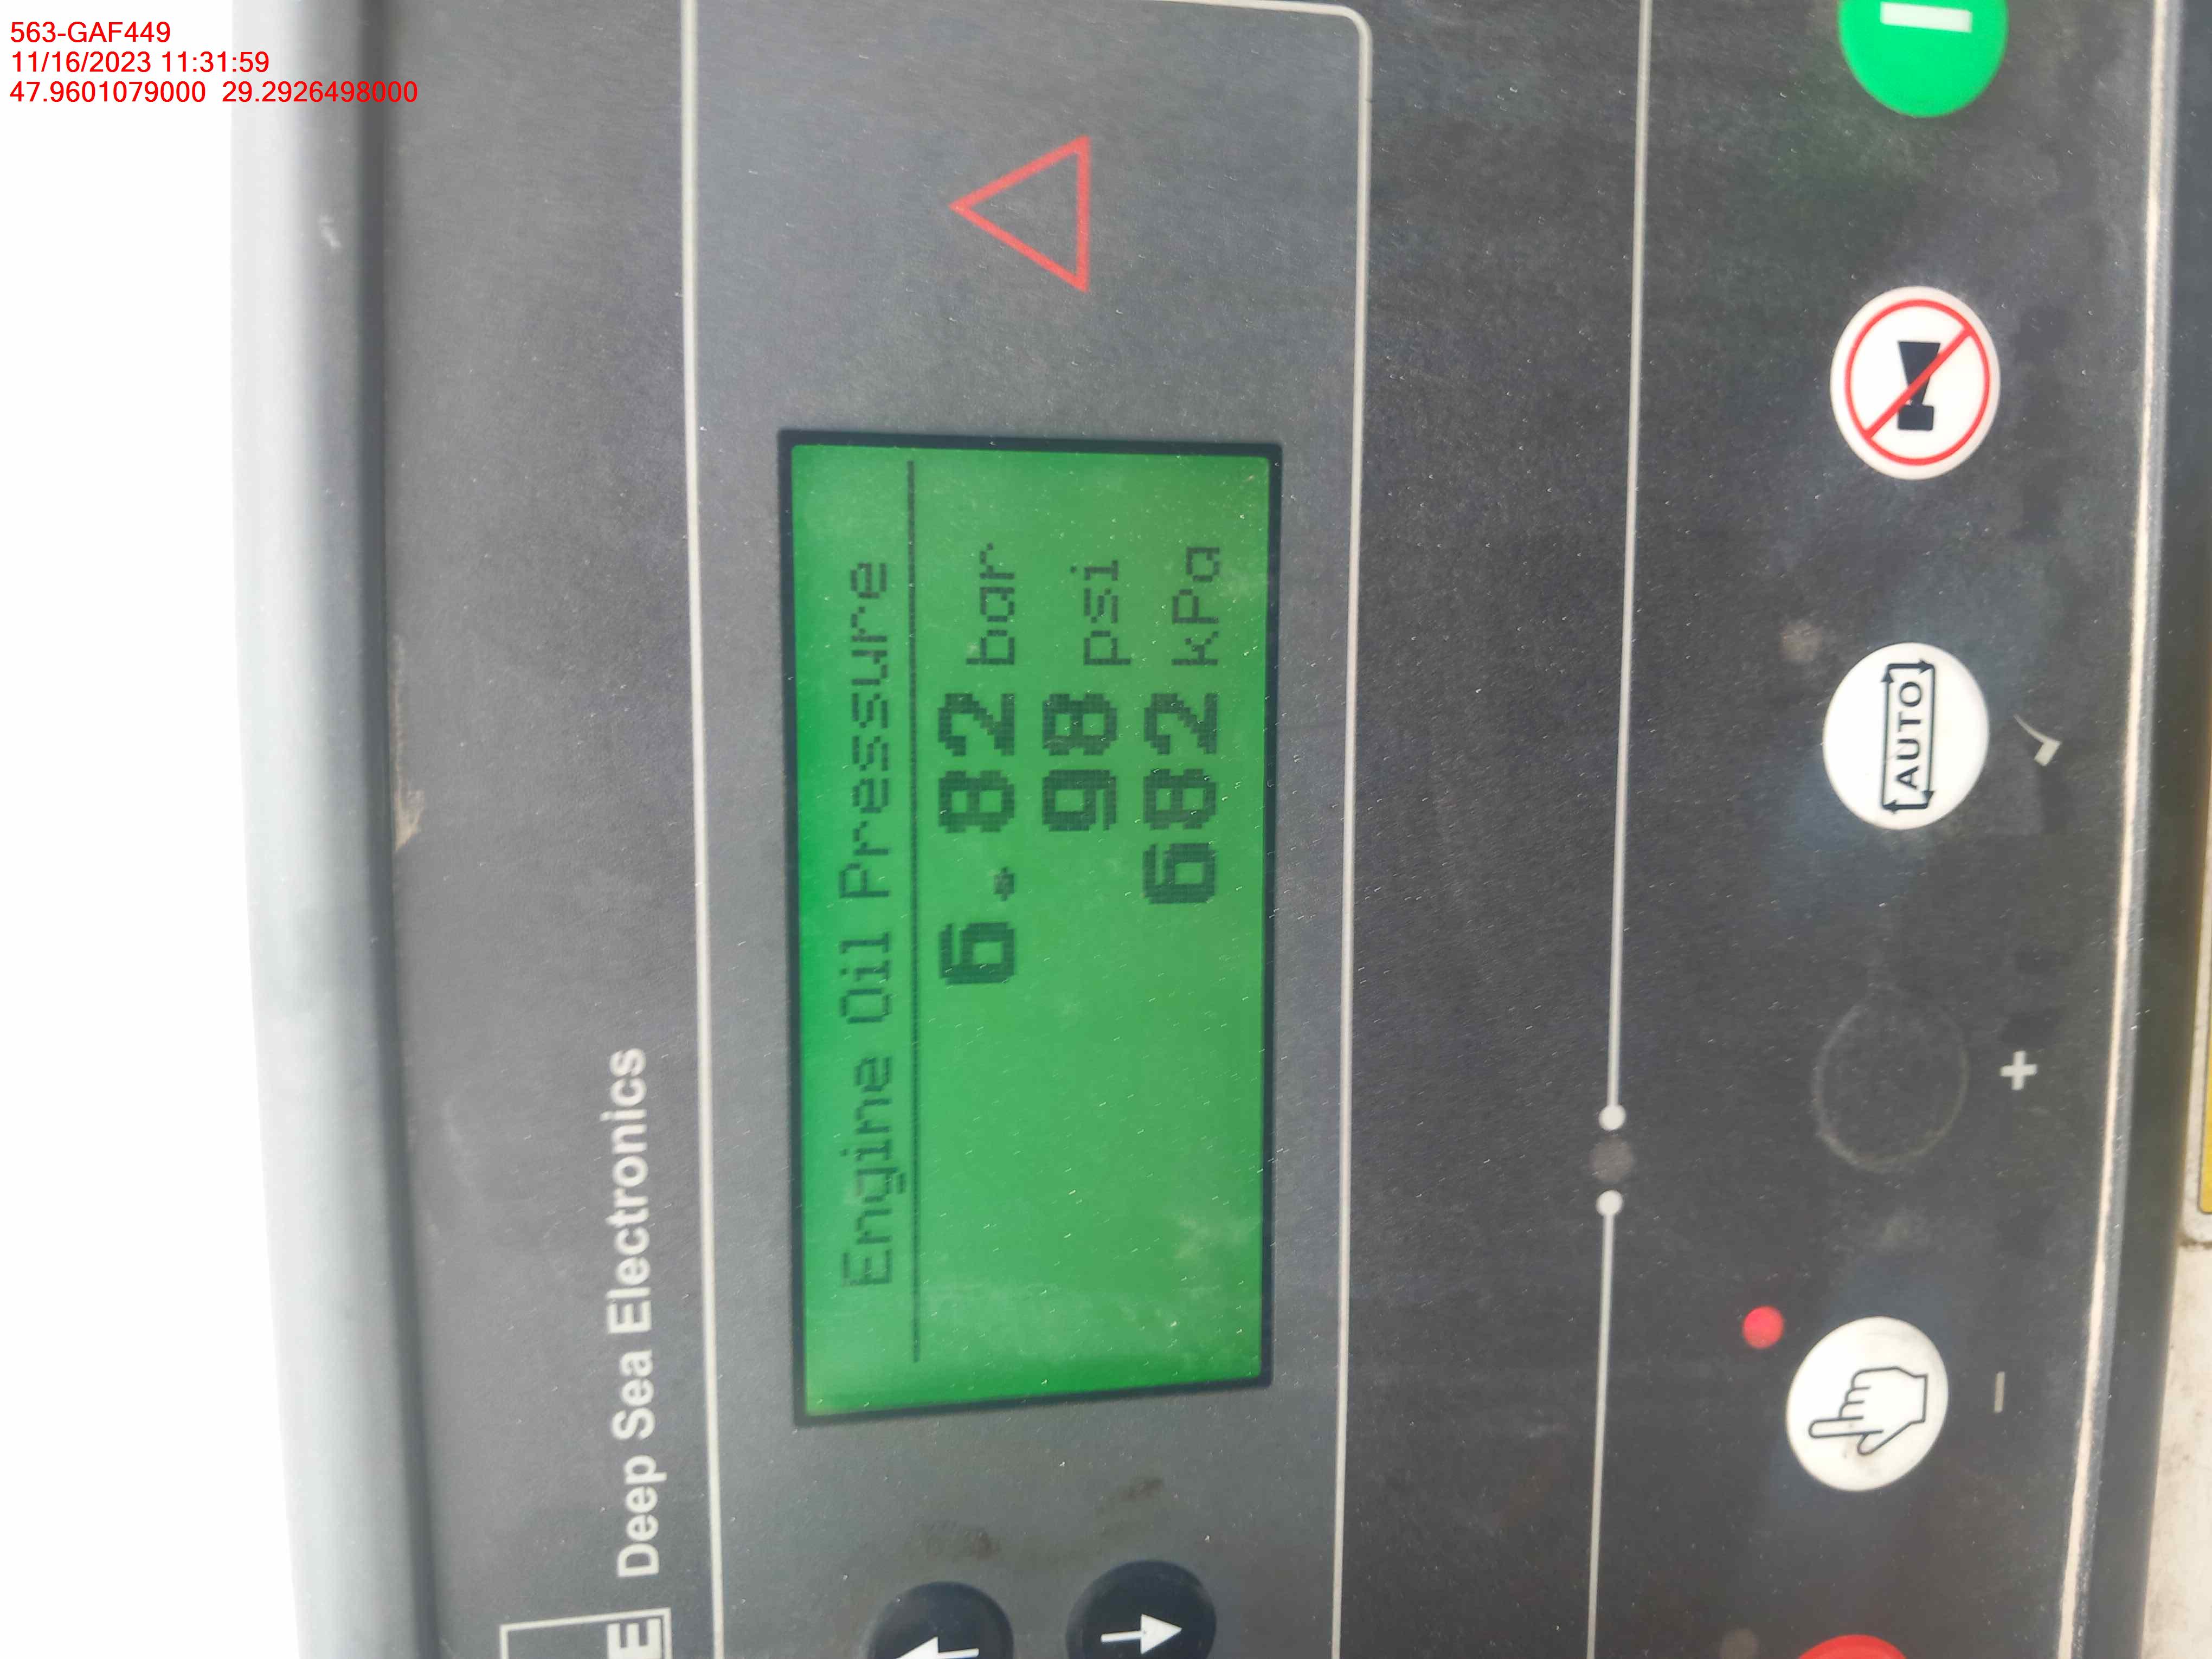 563-GAF449
11/16/2023 11:31:59
47.9601079000 29.2926498000
E Deep Sea Electronics
Engine Oil Pressure
6.82 bar
98 psi
682 kPa
AUTO
+
-